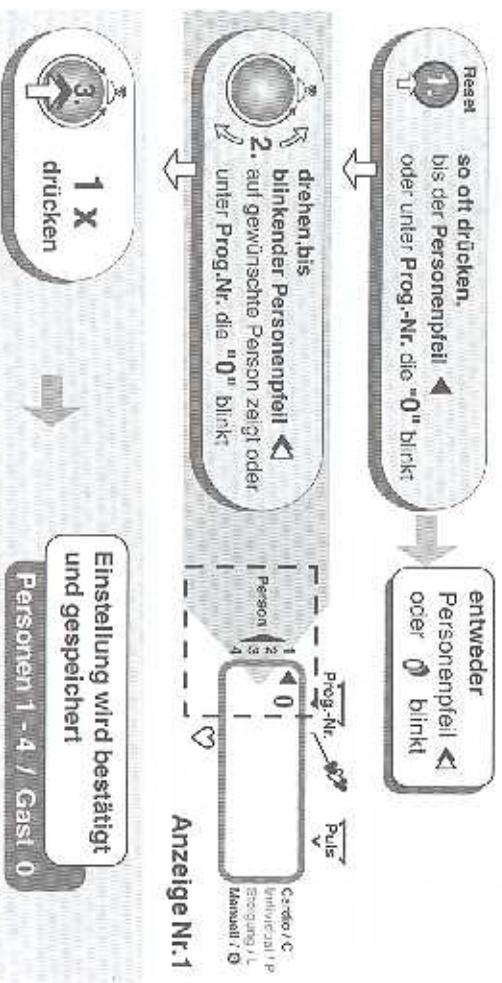 Reset
1.
so oft drücken,
bis der Personenpfeil
oder unter Prog.-Nr. die "0" blinkt
entweder
Personenpfeil
oder 0 blinkt
drehen,bis
blinkender Personenpfeil
2. auf gewünschte Person zeigt oder
unter Prog.Nr. die "0" blinkt
Person
1
2
3
4
Prog.-Nr.
0
Puls
Cardio / C
Individual / P
Steigung / L
Manuell / 0
Anzeige Nr.1
3.
1 X
drücken
Einstellung wird bestätigt
und gespeichert
Personen 1 - 4 / Gast 0